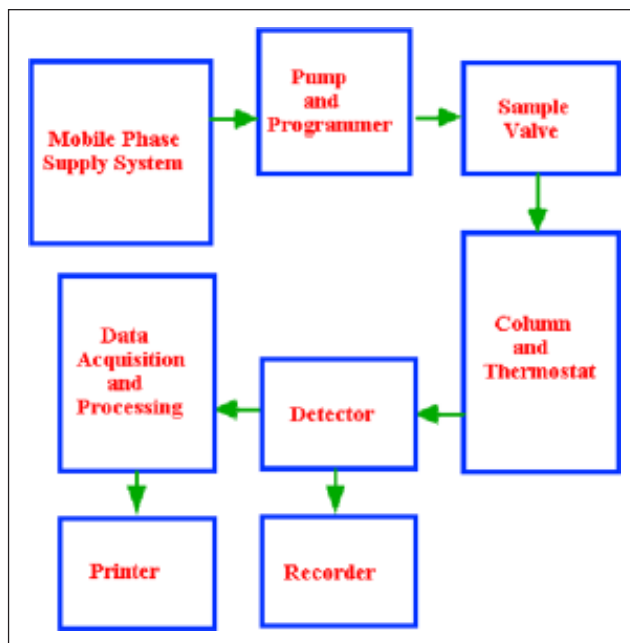 Mobile Phase
Supply System
Pump
and
Programmer
Sample
Valve
Column
and
Thermostat
Detector
Data
Acquisition
and
Processing
Printer
Recorder